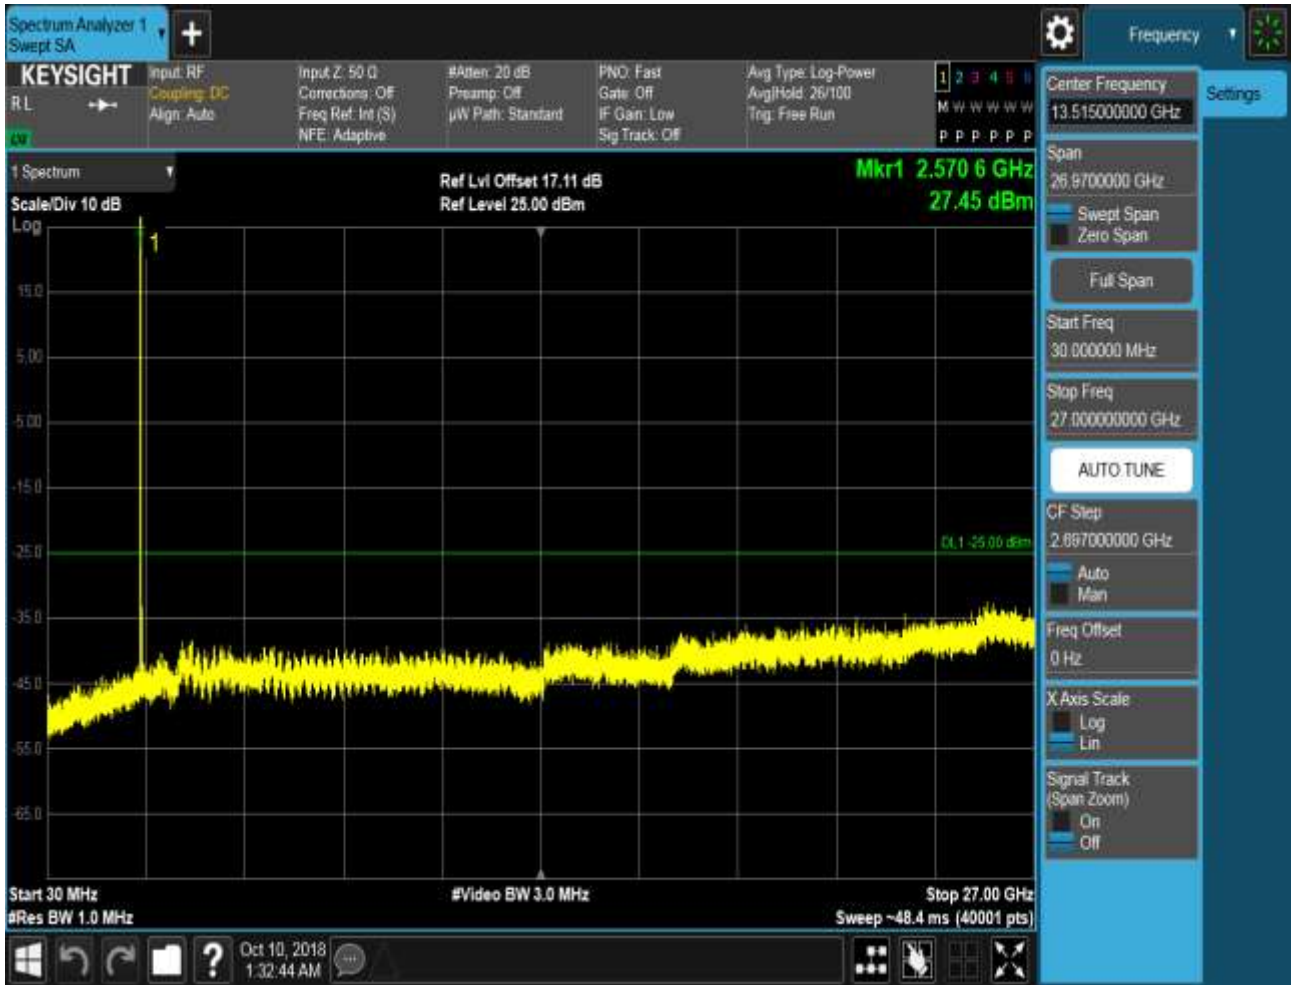 Spectrum Analyzer 1
Swept SA
+
Frequency
KEYSIGHT
RL
Input: RF
Coupling: DC
Align: Auto
Input Z: 50 Ω
Corrections: Off
Freq Ref: Int (S)
NFE: Adaptive
#Atten: 20 dB
Preamp: Off
µW Path: Standard
PNO: Fast
Gate: Off
IF Gain: Low
Sig Track: Off
Avg Type: Log-Power
Avg|Hold: 26/100
Trig: Free Run
1 2 3 4 5 6
M W W W W W
P P P P P P
1 Spectrum
Scale/Div 10 dB
Log
Ref Lvl Offset 17.11 dB
Ref Level 25.00 dBm
Mkr1 2.570 6 GHz
27.45 dBm
1
15.0
5.00
-5.00
-15.0
-25.0
-35.0
-45.0
-55.0
-65.0
DL1 -25.00 dBm
Start 30 MHz
#Res BW 1.0 MHz
#Video BW 3.0 MHz
Stop 27.00 GHz
Sweep ~48.4 ms (40001 pts)
Center Frequency
13.515000000 GHz
Settings
Span
26.9700000 GHz
Swept Span
Zero Span
Full Span
Start Freq
30.000000 MHz
Stop Freq
27.000000000 GHz
AUTO TUNE
CF Step
2.697000000 GHz
Auto
Man
Freq Offset
0 Hz
X Axis Scale
Log
Lin
Signal Track
(Span Zoom)
On
Off
?
Oct 10, 2018
1:32:44 AM